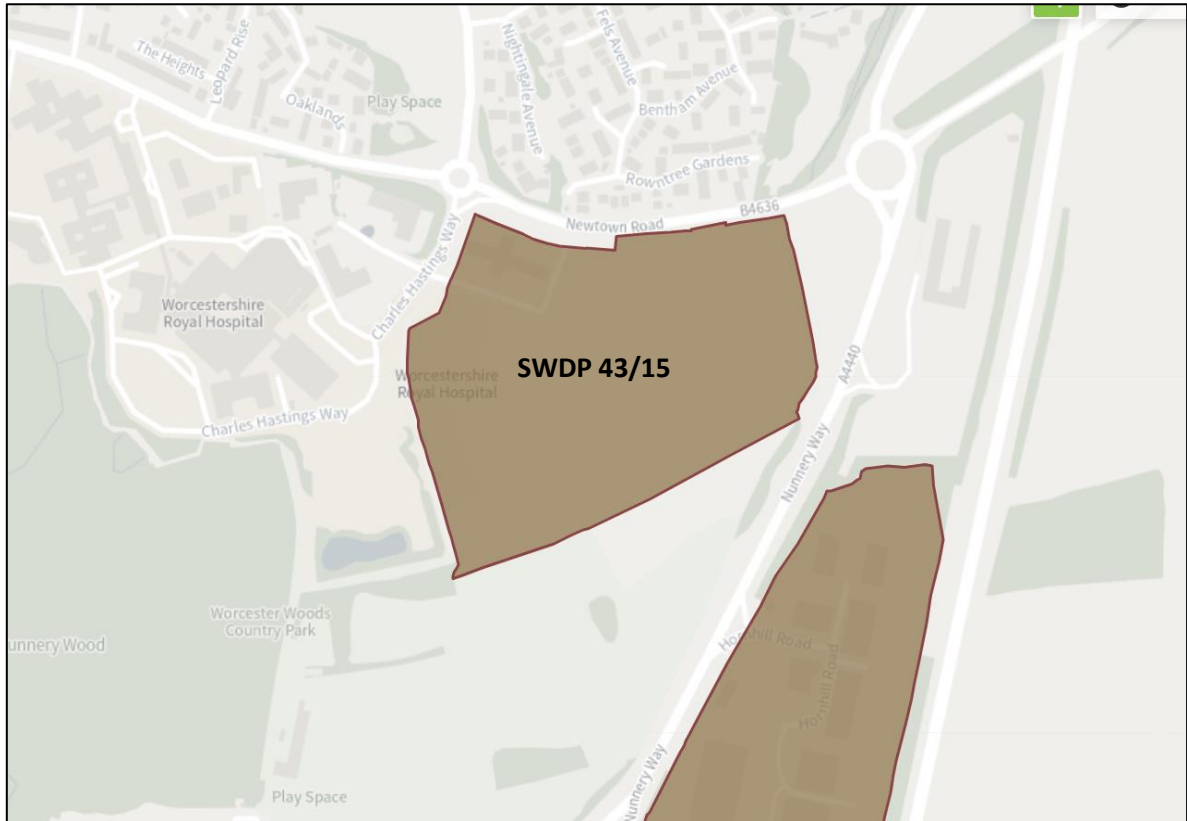 The Heights
Leopard Rise
Oaklands
Play Space
Nightingale Avenue
Fels Avenue
Bentham Avenue
Rowntree Gardens
B4636
Newtown Road
Charles Hastings Way
Worcestershire
Royal Hospital
Worcestershire
Royal Hospital
SWDP 43/15
A4440
Charles Hastings Way
Nunnery Way
Worcester Woods
Country Park
unnery Wood
Hornhill Road
Hornhill Road
Nunnery Way
Play Space